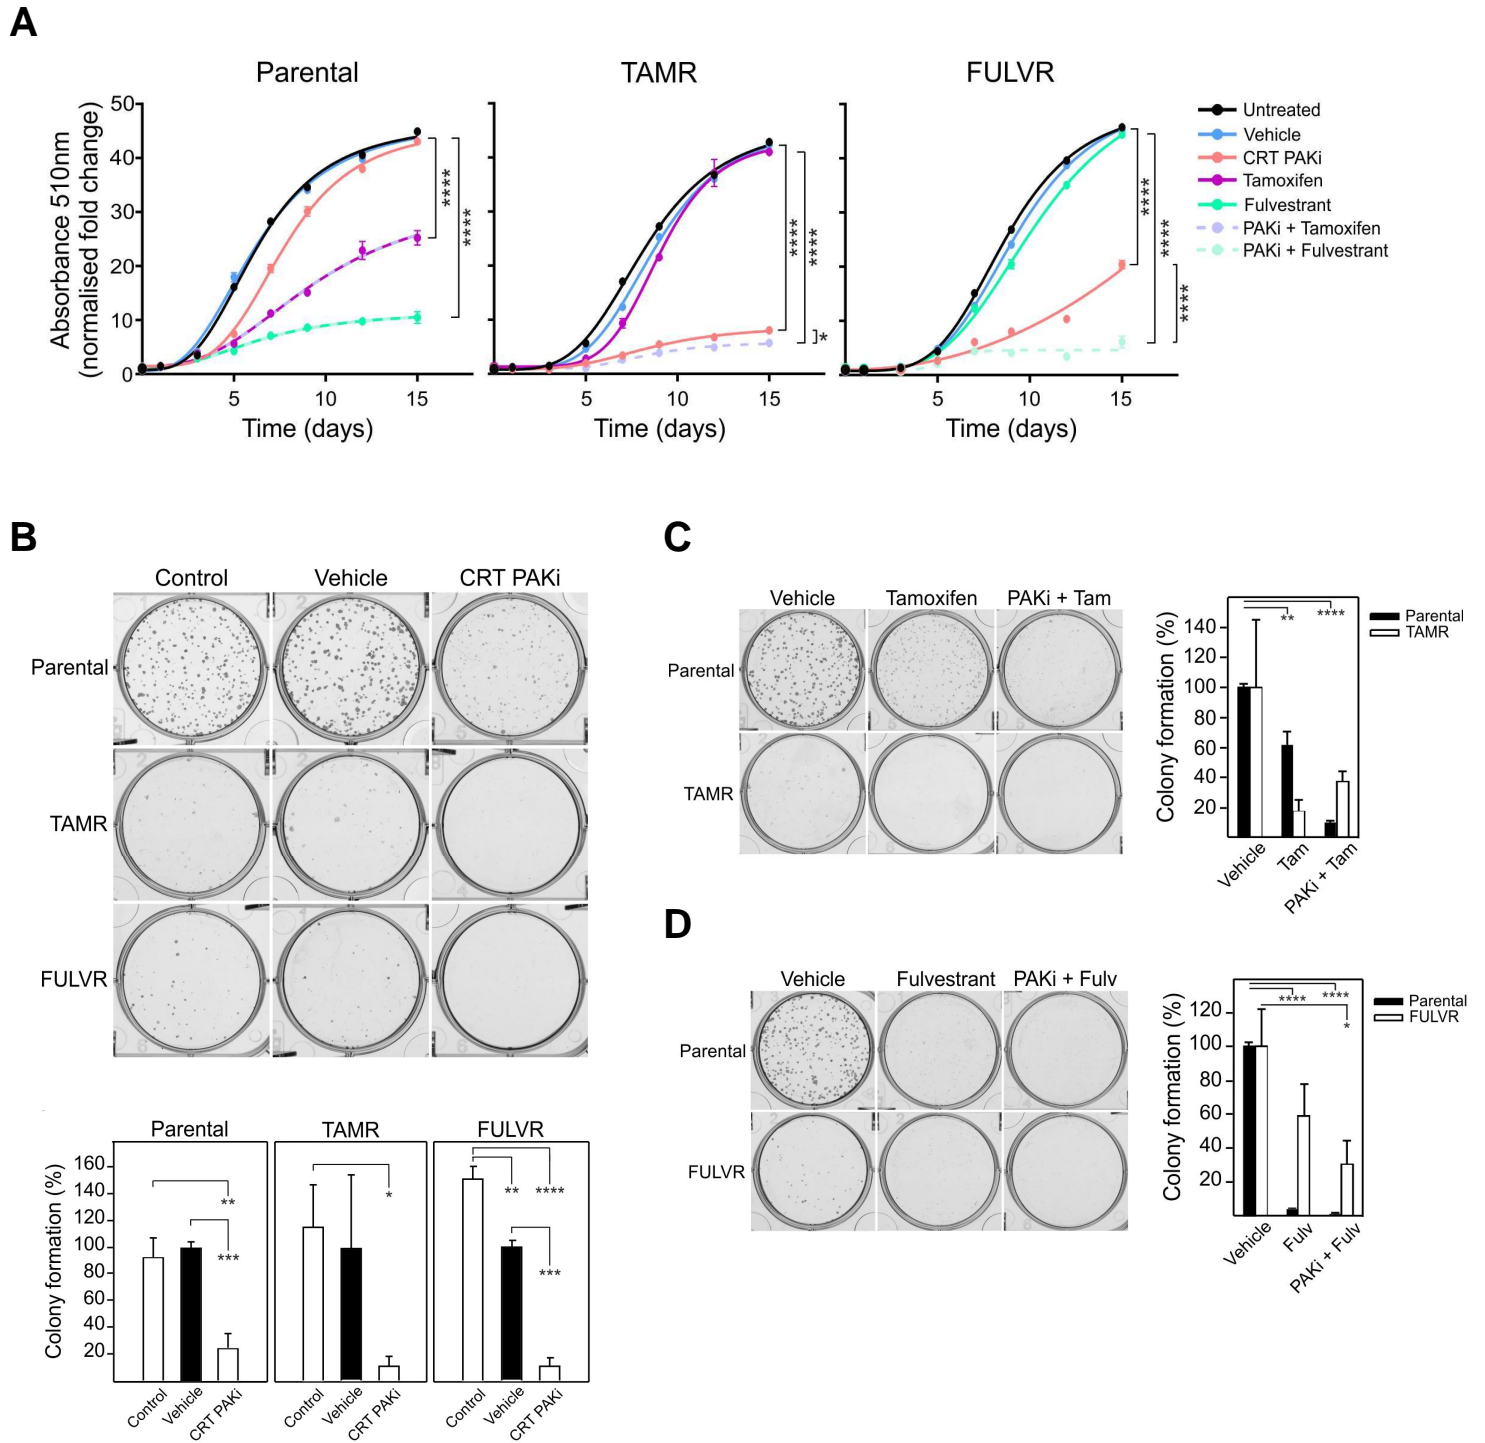 A
Parental
TAMR
FULVR
Absorbance 510nm
(normalised fold change)
50
40
30
20
10
0
5
10
15
Time (days)
****
****
5
10
15
Time (days)
****
****
*
5
10
15
Time (days)
****
****
****
Untreated
Vehicle
CRT PAKi
Tamoxifen
Fulvestrant
PAKi + Tamoxifen
PAKi + Fulvestrant
B
Control
Vehicle
CRT PAKi
Parental
TAMR
FULVR
Parental
TAMR
FULVR
Colony formation (%)
160
140
120
100
80
60
40
20
**
***
*
**
****
***
Control
Vehicle
CRT PAKi
Control
Vehicle
CRT PAKi
Control
Vehicle
CRT PAKi
C
Vehicle
Tamoxifen
PAKi + Tam
Parental
TAMR
Colony formation (%)
140
120
100
80
60
40
20
**
****
Parental
TAMR
Vehicle
Tam
PAKi + Tam
D
Vehicle
Fulvestrant
PAKi + Fulv
Parental
FULVR
Colony formation (%)
120
100
80
60
40
20
****
****
*
Parental
FULVR
Vehicle
Fulv
PAKi + Fulv